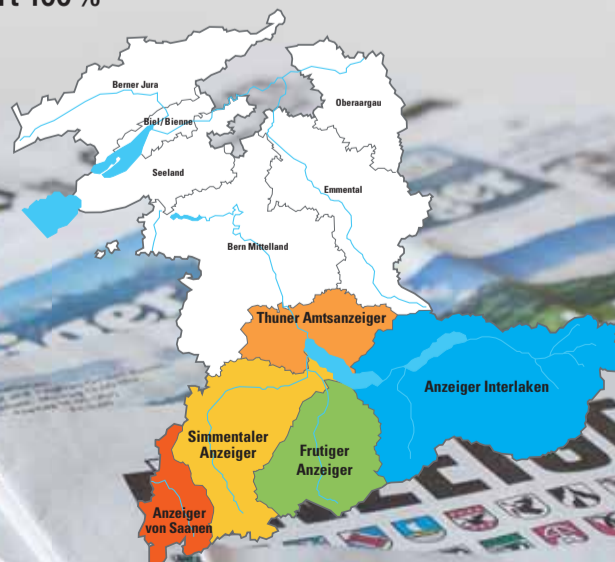 100 %
Berner Jura
Oberaargau
Biel/Bienne
Seeland
Emmental
Bern Mittelland
Thuner Amtsanzeiger
Anzeiger Interlaken
Simmentaler
Anzeiger
Frutiger
Anzeiger
Anzeiger
von Saanen